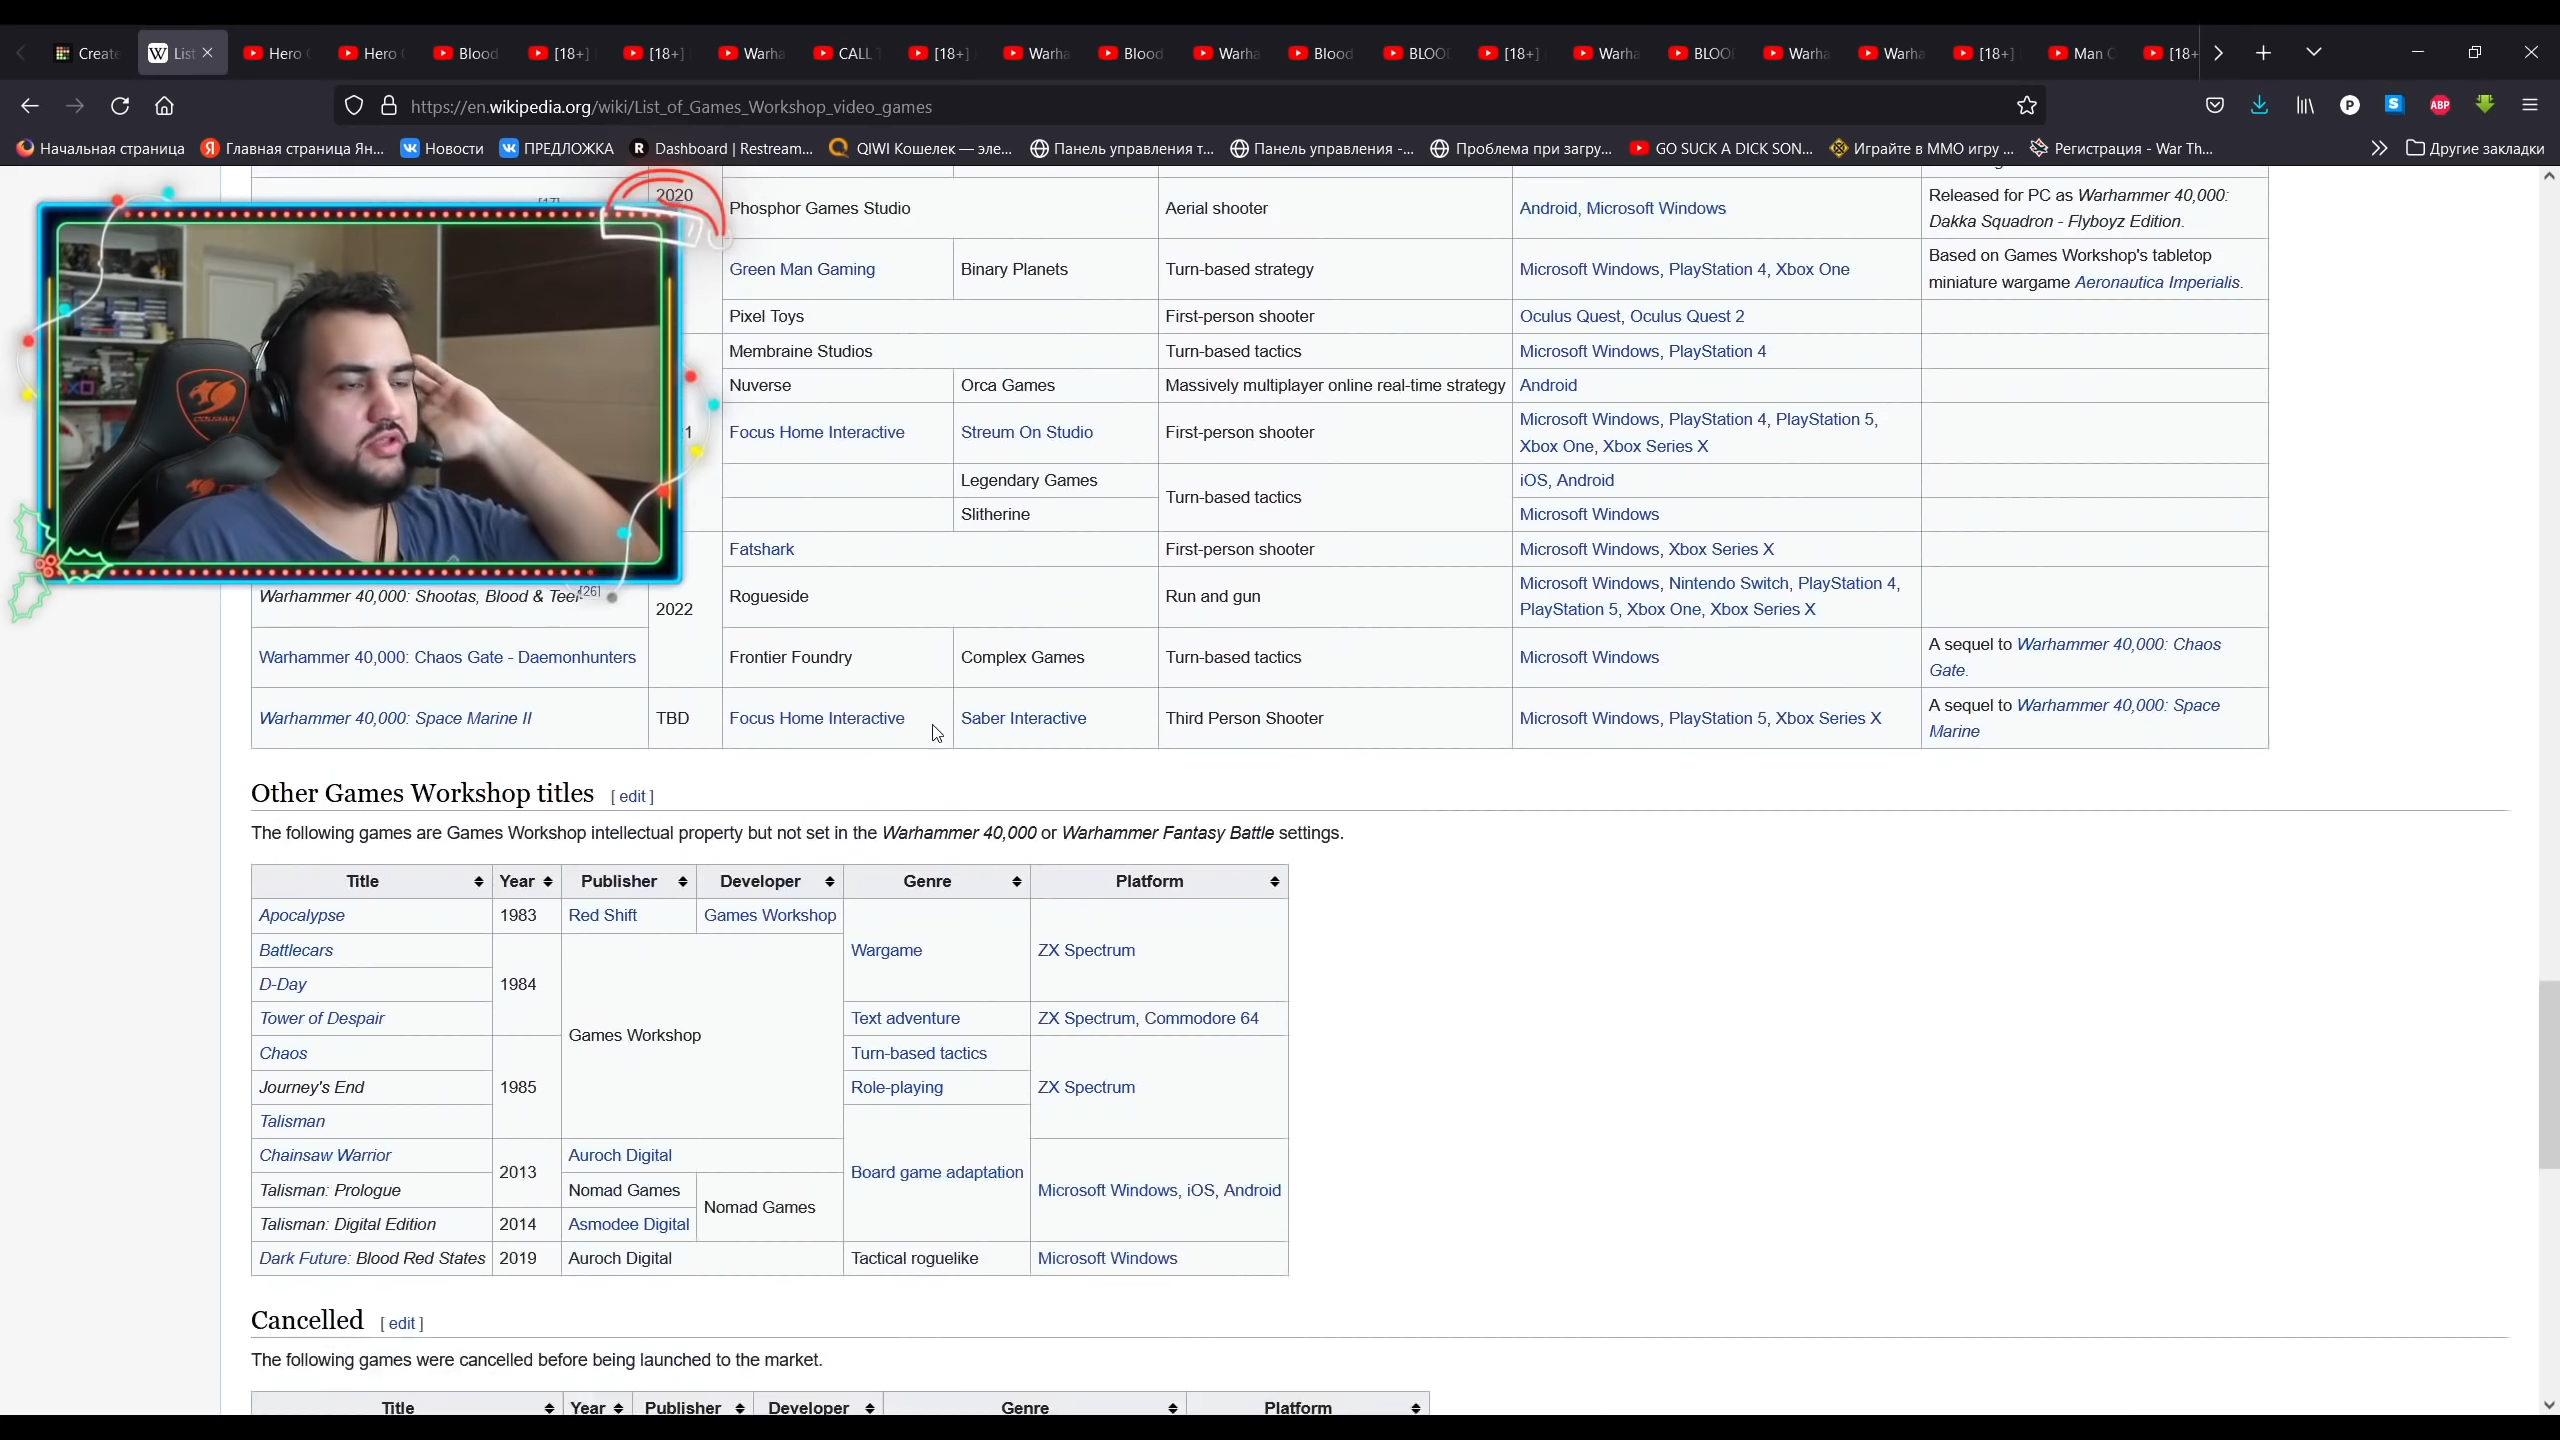 Create
List
Hero
Hero
Blood
[18+]
[18+]
Warha
CALL
[18+]
Warha
Blood
Warha
Blood
BLOO
[18+]
Warha
BLOO
Warha
Warha
[18+]
Man
[18+
https://en.wikipedia.org/wiki/List_of_Games_Workshop_video_games
P
S
ABP
Начальная страница
Главная страница Ян...
Новости
ПРЕДЛОЖКА
Dashboard | Restream...
QIWI Кошелек — эле...
Панель управления т...
Панель управления -...
Проблема при загру...
GO SUCK A DICK SON...
Играйте в ММО игру ...
Регистрация - War Th...
Другие закладки
[17] 2020 Phosphor Games Studio Aerial shooter Android, Microsoft Windows Released for PC as Warhammer 40,000:
Dakka Squadron - Flyboyz Edition.
Green Man Gaming Binary Planets Turn-based strategy Microsoft Windows, PlayStation 4, Xbox One Based on Games Workshop's tabletop
miniature wargame Aeronautica Imperialis.
Pixel Toys First-person shooter Oculus Quest, Oculus Quest 2
Membraine Studios Turn-based tactics Microsoft Windows, PlayStation 4
Nuverse Orca Games Massively multiplayer online real-time strategy Android
1 Focus Home Interactive Streum On Studio First-person shooter Microsoft Windows, PlayStation 4, PlayStation 5,
Xbox One, Xbox Series X
Legendary Games Turn-based tactics iOS, Android
Slitherine Microsoft Windows
Fatshark First-person shooter Microsoft Windows, Xbox Series X
Warhammer 40,000: Shootas, Blood & Teef [26] 2022 Rogueside Run and gun Microsoft Windows, Nintendo Switch, PlayStation 4,
PlayStation 5, Xbox One, Xbox Series X
Warhammer 40,000: Chaos Gate - Daemonhunters Frontier Foundry Complex Games Turn-based tactics Microsoft Windows A sequel to Warhammer 40,000: Chaos
Gate.
Warhammer 40,000: Space Marine II TBD Focus Home Interactive Saber Interactive Third Person Shooter Microsoft Windows, PlayStation 5, Xbox Series X A sequel to Warhammer 40,000: Space
Marine
COUGAR
Other Games Workshop titles [ edit ]
The following games are Games Workshop intellectual property but not set in the Warhammer 40,000 or Warhammer Fantasy Battle settings.
Title Year Publisher Developer Genre Platform
Apocalypse 1983 Red Shift Games Workshop
Battlecars Wargame ZX Spectrum
D-Day 1984
Tower of Despair Text adventure ZX Spectrum, Commodore 64
Games Workshop
Chaos Turn-based tactics
Journey's End 1985 Role-playing ZX Spectrum
Talisman
Chainsaw Warrior 2013 Auroch Digital Board game adaptation
Talisman: Prologue Nomad Games Nomad Games Microsoft Windows, iOS, Android
Talisman: Digital Edition 2014 Asmodee Digital
Dark Future: Blood Red States 2019 Auroch Digital Tactical roguelike Microsoft Windows
Cancelled [ edit ]
The following games were cancelled before being launched to the market.
Title Year Publisher Developer Genre Platform